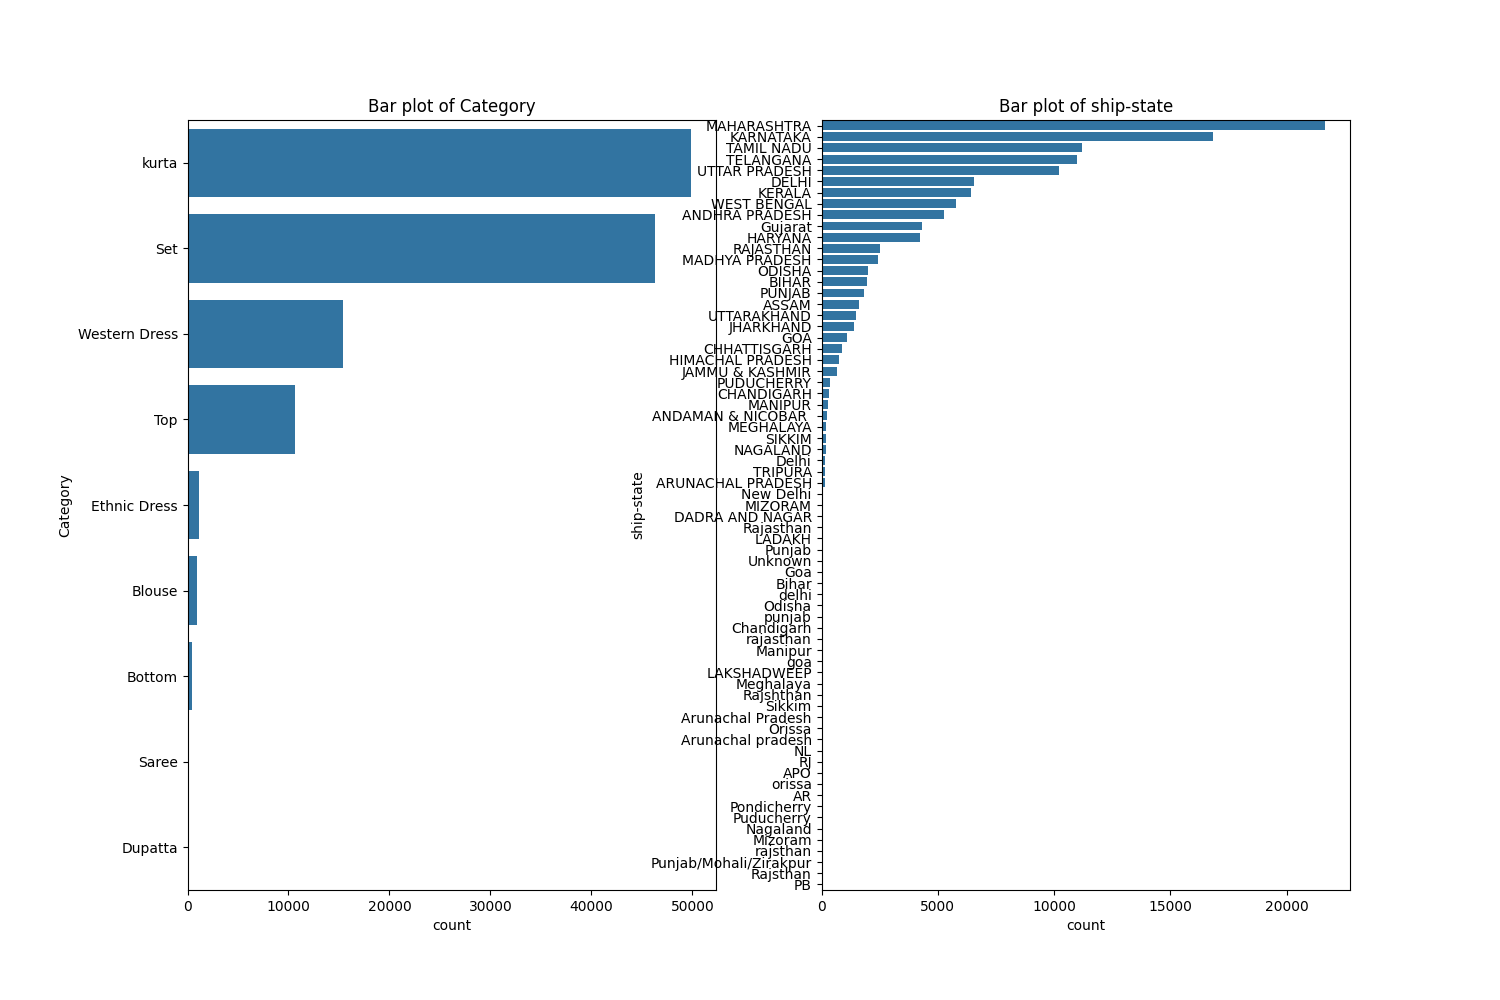 Bar plot of Category
kurta
Set
Western Dress
Top
Ethnic Dress
Blouse
Bottom
Saree
Dupatta
Category
0 10000 20000 30000 40000 50000
count
Bar plot of ship-state
MAHARASHTRA
KARNATAKA
TAMIL NADU
TELANGANA
UTTAR PRADESH
DELHI
KERALA
WEST BENGAL
ANDHRA PRADESH
Gujarat
HARYANA
RAJASTHAN
MADHYA PRADESH
ODISHA
BIHAR
PUNJAB
ASSAM
UTTARAKHAND
JHARKHAND
GOA
CHHATTISGARH
HIMACHAL PRADESH
JAMMU & KASHMIR
PUDUCHERRY
CHANDIGARH
MANIPUR
ANDAMAN & NICOBAR
MEGHALAYA
SIKKIM
NAGALAND
Delhi
TRIPURA
ARUNACHAL PRADESH
New Delhi
MIZORAM
DADRA AND NAGAR
Rajasthan
LADAKH
Punjab
Unknown
Goa
Bihar
delhi
Odisha
punjab
Chandigarh
rajasthan
Manipur
goa
LAKSHADWEEP
Meghalaya
Rajshthan
Sikkim
Arunachal Pradesh
Orissa
Arunachal pradesh
NL
RJ
APO
orissa
AR
Pondicherry
Puducherry
Nagaland
Mizoram
rajsthan
Punjab/Mohali/Zirakpur
Rajsthan
PB
ship-state
0 5000 10000 15000 20000
count